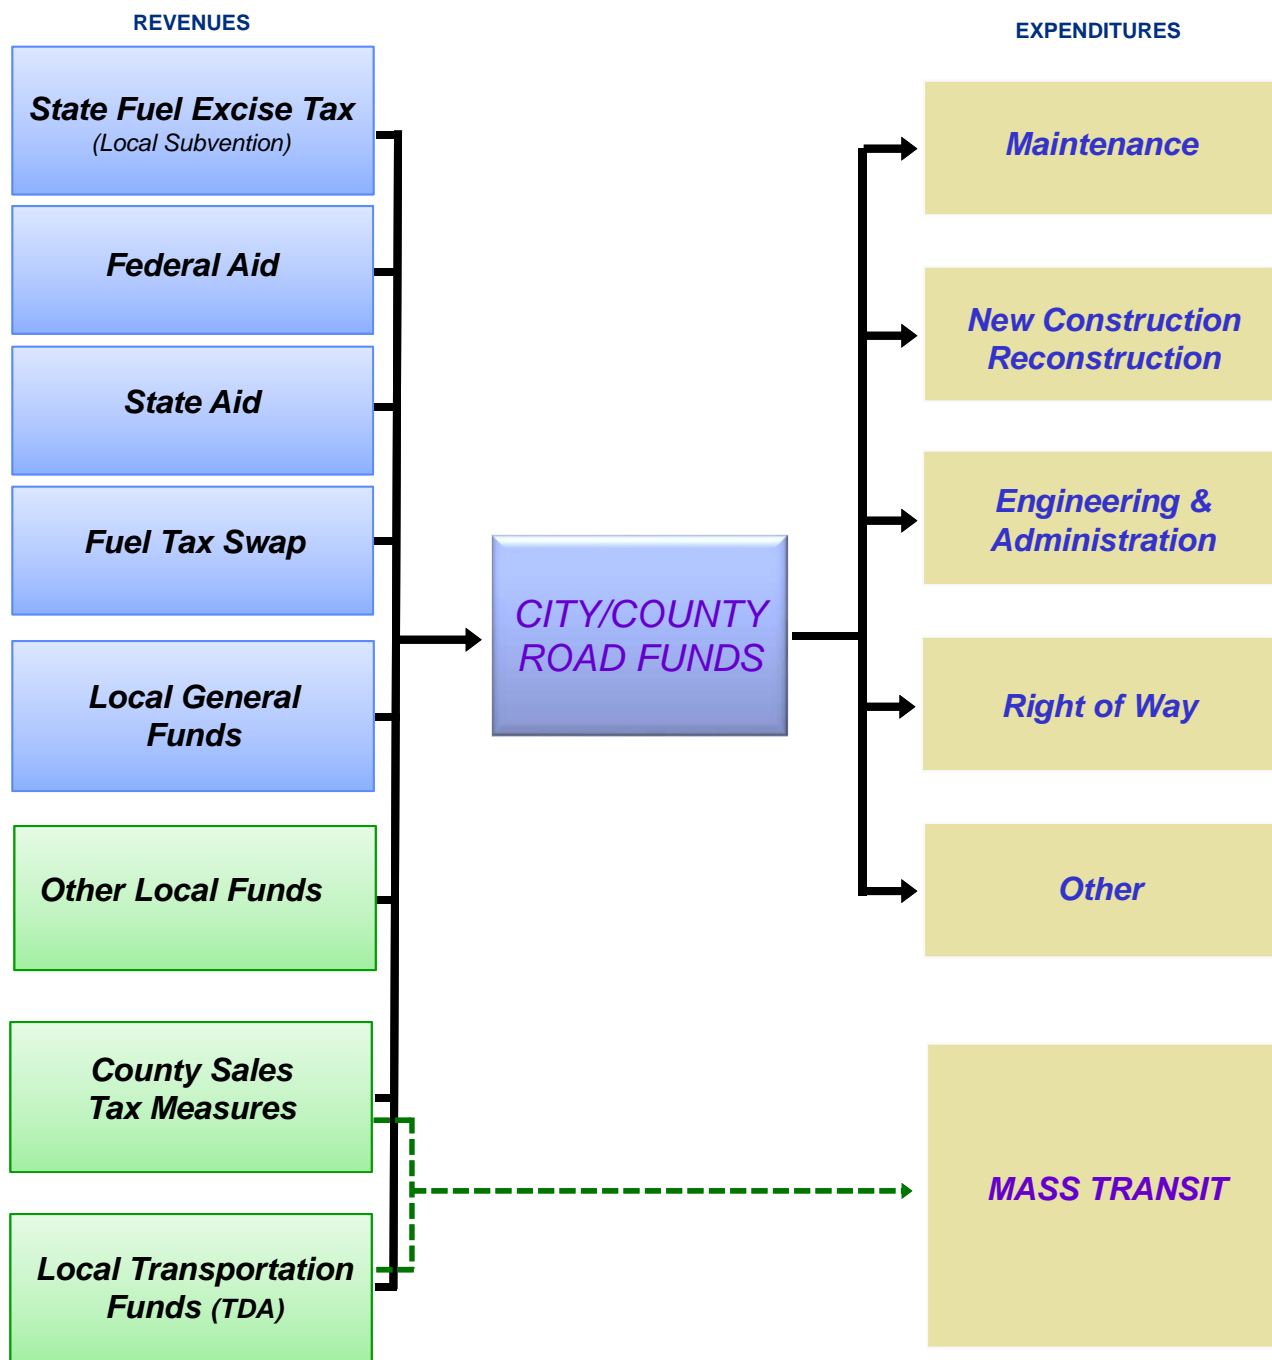 REVENUES
State Fuel Excise Tax
(Local Subvention)
Federal Aid
State Aid
Fuel Tax Swap
Local General
Funds
Other Local Funds
County Sales
Tax Measures
Local Transportation
Funds (TDA)
CITY/COUNTY
ROAD FUNDS
EXPENDITURES
Maintenance
New Construction
Reconstruction
Engineering &
Administration
Right of Way
Other
MASS TRANSIT